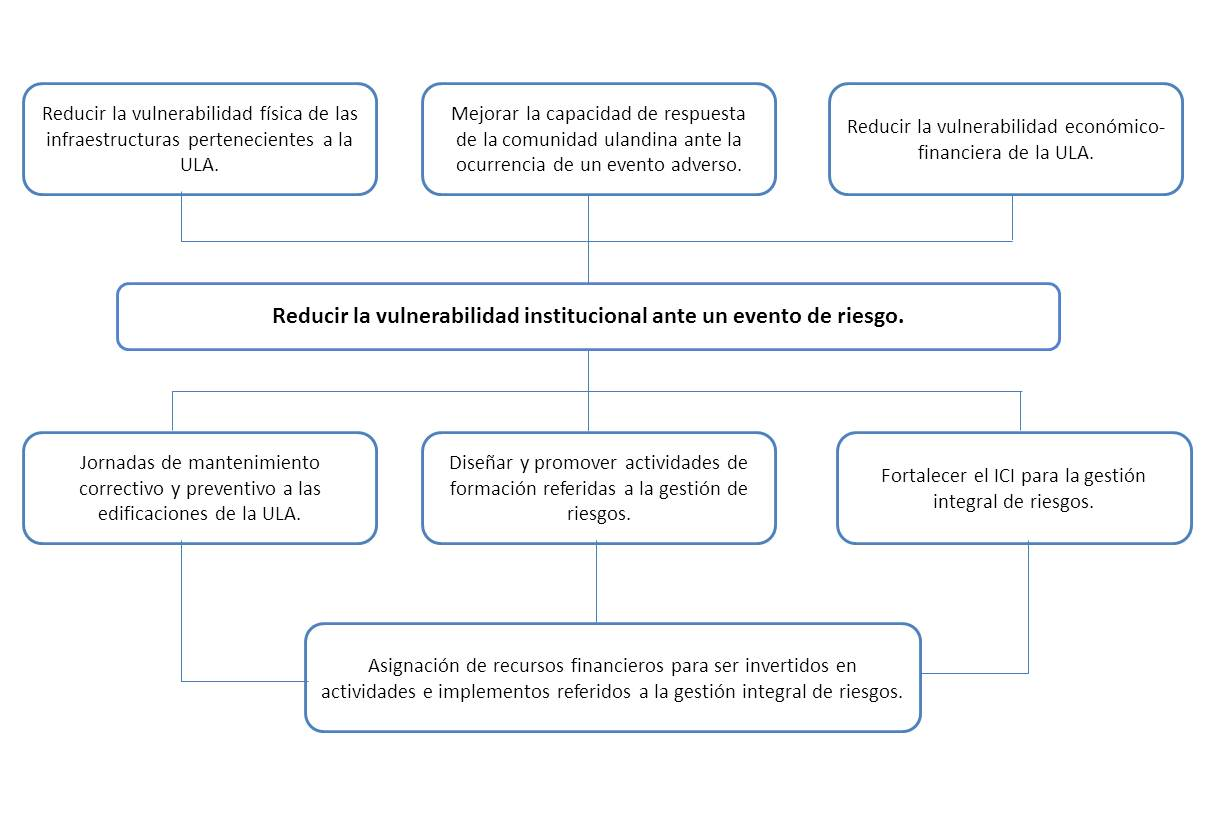 Reducir la vulnerabilidad física de las
infraestructuras pertenecientes a la
ULA.
Mejorar la capacidad de respuesta
de la comunidad ulandina ante la
ocurrencia de un evento adverso.
Reducir la vulnerabilidad económico-
financiera de la ULA.
Reducir la vulnerabilidad institucional ante un evento de riesgo.
Jornadas de mantenimiento
correctivo y preventivo a las
edificaciones de la ULA.
Diseñar y promover actividades de
formación referidas a la gestión de
riesgos.
Fortalecer el ICI para la gestión
integral de riesgos.
Asignación de recursos financieros para ser invertidos en
actividades e implementos referidos a la gestión integral de riesgos.